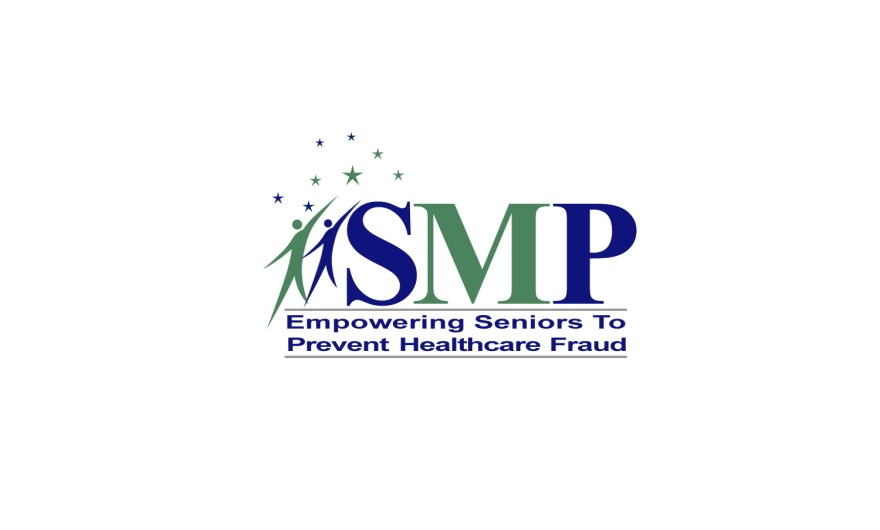 SMP
Empowering Seniors To
Prevent Healthcare Fraud